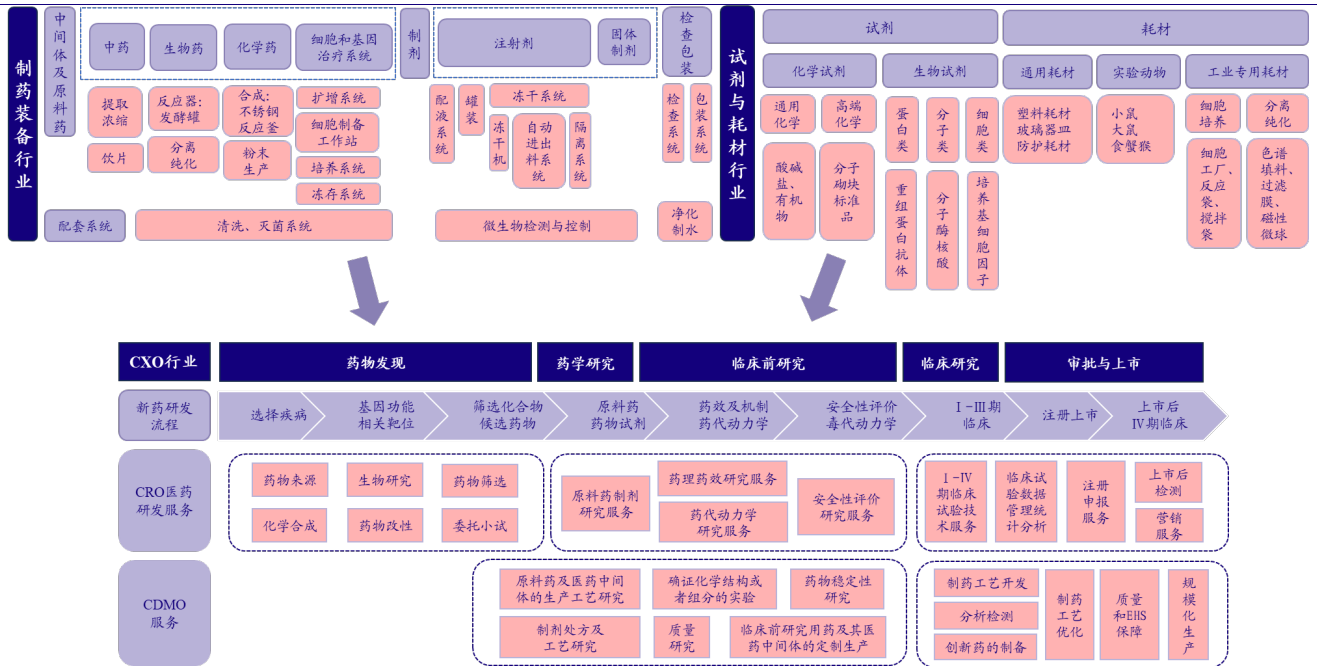 制药装备行业
中间体及原料药
中药
生物药
化学药
细胞和基因
治疗系统
制剂
注射剂
固体
制剂
检查包装
提取
浓缩
饮片
反应器:
发酵罐
分离
纯化
合成:
不锈钢
反应釜
粉末
生产
扩增系统
细胞制备
工作站
培养系统
冻存系统
配液系统
灌装
冻干系统
冻干机
自动
进出
料系
统
隔离系统
检查系统
包装系统
配套系统
清洗、灭菌系统
微生物检测与控制
净化
制水
试剂与耗材行业
试剂
耗材
化学试剂
生物试剂
通用耗材
实验动物
工业专用耗材
通用
化学
高端
化学
酸碱
盐、
有机
物
分子
砌块
标准
品
蛋白类
分子类
细胞类
重组蛋白抗体
分子酶核酸
培养基细胞因子
塑料耗材
玻璃器皿
防护耗材
小鼠
大鼠
食蟹猴
细胞
培养
分离
纯化
细胞
工厂、
反应
袋、
搅拌
袋
色谱
填料、
过滤
膜、
磁性
微球
CXO行业
药物发现
药学研究
临床前研究
临床研究
审批与上市
新药研发
流程
选择疾病
基因功能
相关靶位
筛选化合物
候选药物
原料药
药物试剂
药效及机制
药代动力学
安全性评价
毒代动力学
I-III期
临床
注册上市
上市后
IV期临床
CRO医药
研发服务
药物来源
生物研究
药物筛选
化学合成
药物改性
委托小试
原料药制剂
研究服务
药理药效研究服务
药代动力学
研究服务
安全性评价
研究服务
I-IV
期临床
试验技
术服务
临床试
验数据
管理统
计分析
注册
申报
服务
上市后
检测
营销
服务
CDMO
服务
原料药及医药中间
体的生产工艺研究
确证化学结构或
者组分的实验
药物稳定性
研究
制剂处方及
工艺研究
质量
研究
临床前研究用药及其医
药中间体的定制生产
制药工艺开发
分析检测
创新药的制备
制药
工艺
优化
质量
和EHS
保障
规模化生产